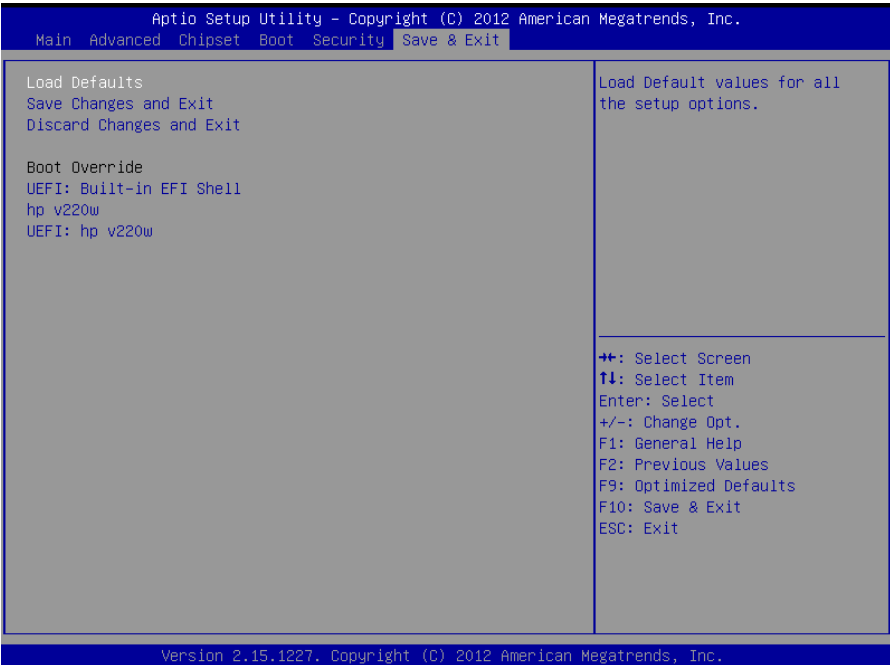 Aptio Setup Utility – Copyright (C) 2012 American Megatrends, Inc.
Main Advanced Chipset Boot Security Save & Exit
Load Defaults
Save Changes and Exit
Discard Changes and Exit
Boot Override
UEFI: Built-in EFI Shell
hp v220w
UEFI: hp v220w
Load Default values for all
the setup options.
→←: Select Screen
↑↓: Select Item
Enter: Select
+/-: Change Opt.
F1: General Help
F2: Previous Values
F9: Optimized Defaults
F10: Save & Exit
ESC: Exit
Version 2.15.1227. Copyright (C) 2012 American Megatrends, Inc.